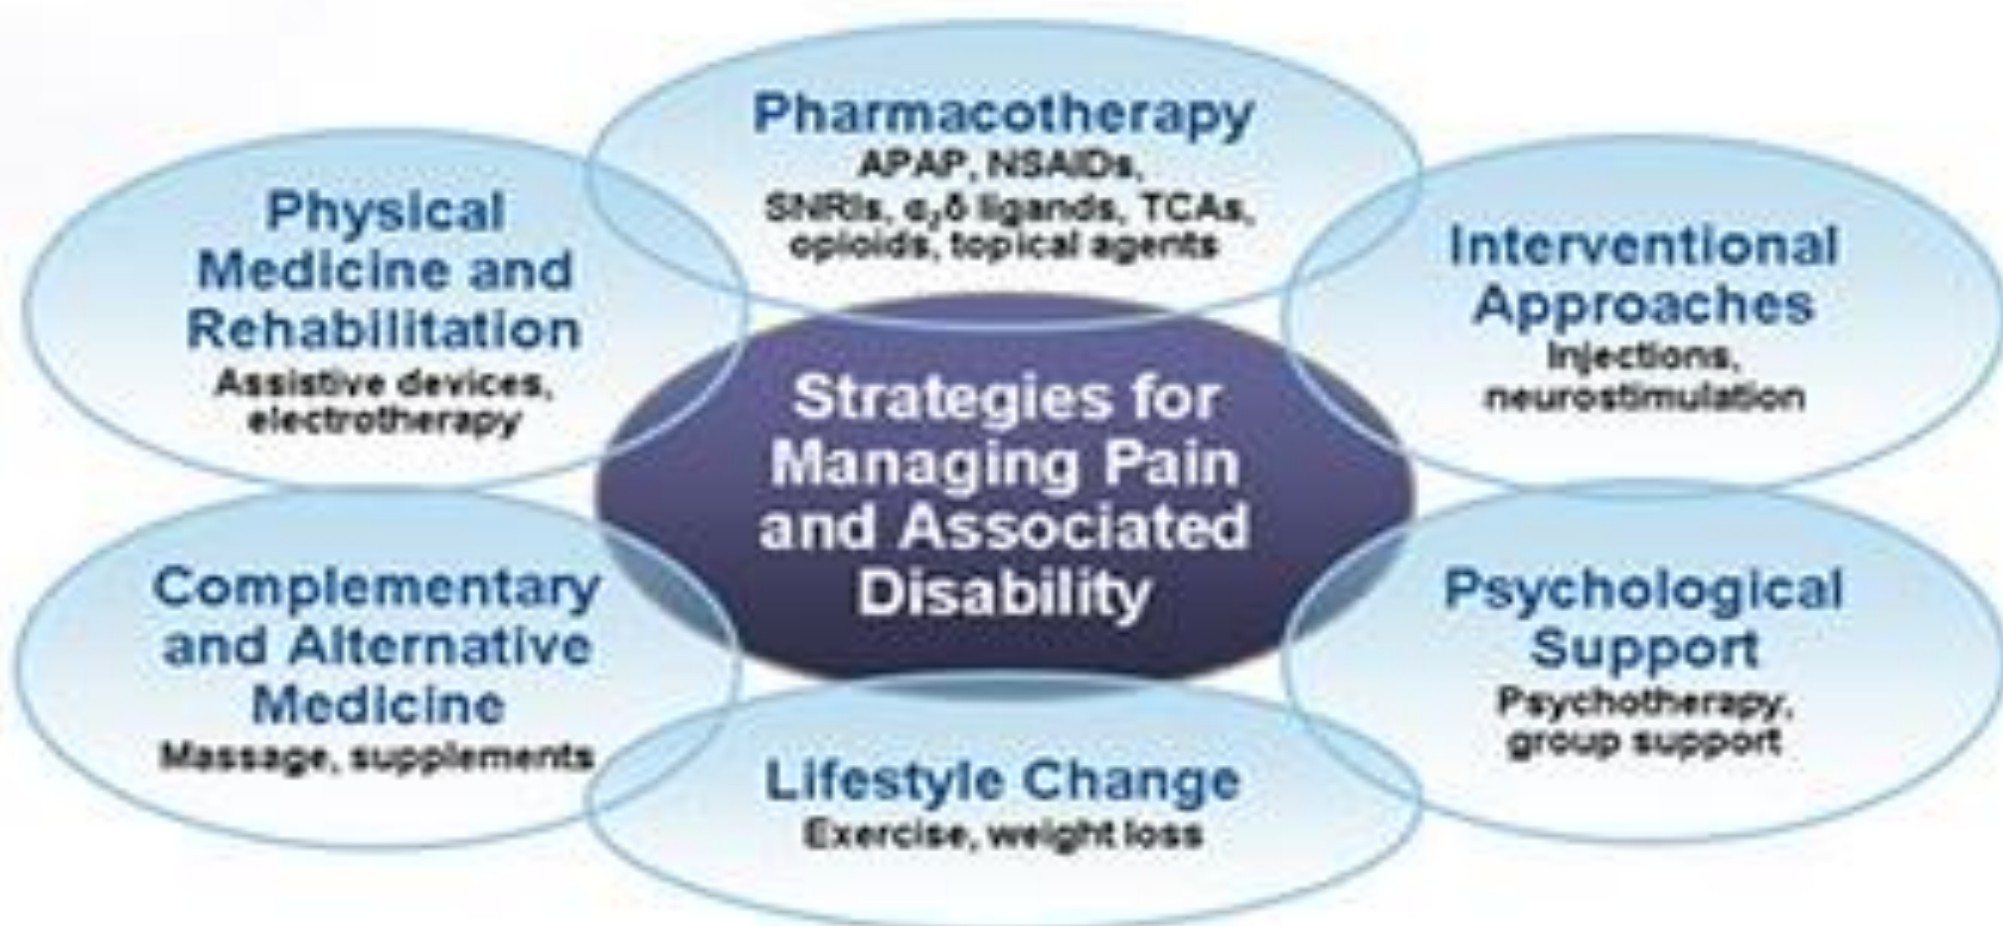 Pharmacotherapy
APAP, NSAIDs,
SNRIs, α₂δ ligands, TCAs,
opioids, topical agents
Physical
Medicine and
Rehabilitation
Assistive devices,
electrotherapy
Interventional
Approaches
Injections,
neurostimulation
Strategies for
Managing Pain
and Associated
Disability
Complementary
and Alternative
Medicine
Massage, supplements
Psychological
Support
Psychotherapy,
group support
Lifestyle Change
Exercise, weight loss